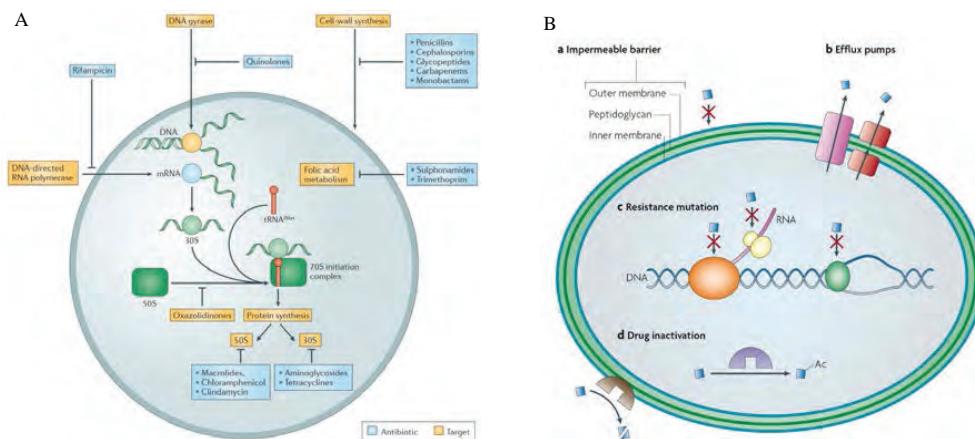 A
DNA gyrase
Cell-wall synthesis
• Penicillins
• Cephalosporins
• Glycopeptides
• Carbapenems
• Monobactams
Quinolones
Rifampicin
DNA
DNA-directed
RNA polymerase
mRNA
Folic acid
metabolism
• Sulphonamides
• Trimethoprim
tRNA
30S
70S initiation
complex
50S
Oxazolidinones
Protein synthesis
50S
30S
• Macrolides,
• Chloramphenicol
• Clindamycin
• Aminoglycosides
• Tetracyclines
Antibiotic
Target
B
a Impermeable barrier
b Efflux pumps
Outer membrane
Peptidoglycan
Inner membrane
c Resistance mutation
RNA
DNA
d Drug inactivation
Ac